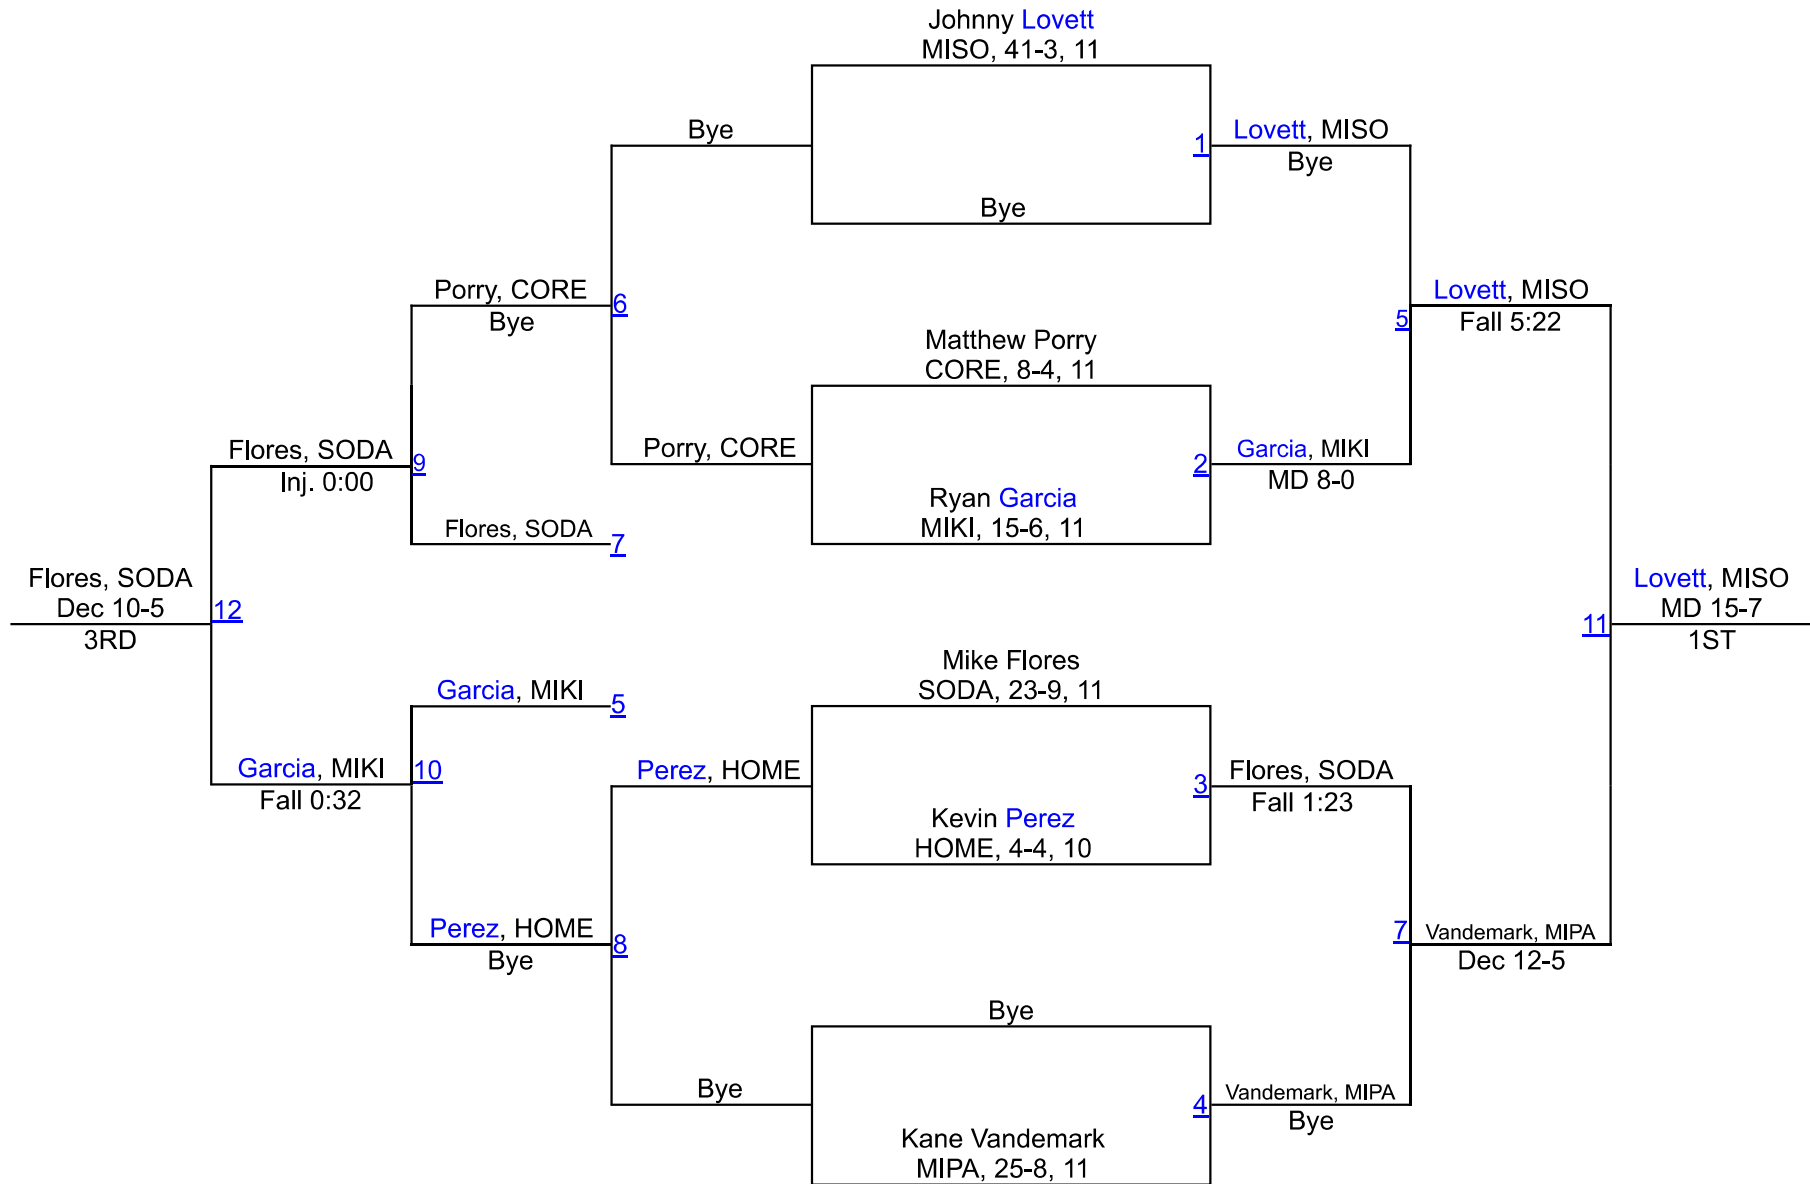 Johnny Lovett
MISO, 41-3, 11
Bye
1
Lovett, MISO
Bye
Bye
Porry, CORE
Bye
6
Lovett, MISO
Fall 5:22
5
Matthew Porry
CORE, 8-4, 11
Flores, SODA
Inj. 0:00
9
Porry, CORE
2
Garcia, MIKI
MD 8-0
Ryan Garcia
MIKI, 15-6, 11
Flores, SODA
7
Flores, SODA
Dec 10-5
3RD
12
11
Lovett, MISO
MD 15-7
1ST
Mike Flores
SODA, 23-9, 11
Garcia, MIKI
5
Garcia, MIKI
Fall 0:32
10
Perez, HOME
3
Flores, SODA
Fall 1:23
Kevin Perez
HOME, 4-4, 10
Perez, HOME
Bye
8
7
Vandemark, MIPA
Dec 12-5
Bye
Bye
4
Vandemark, MIPA
Bye
Kane Vandemark
MIPA, 25-8, 11